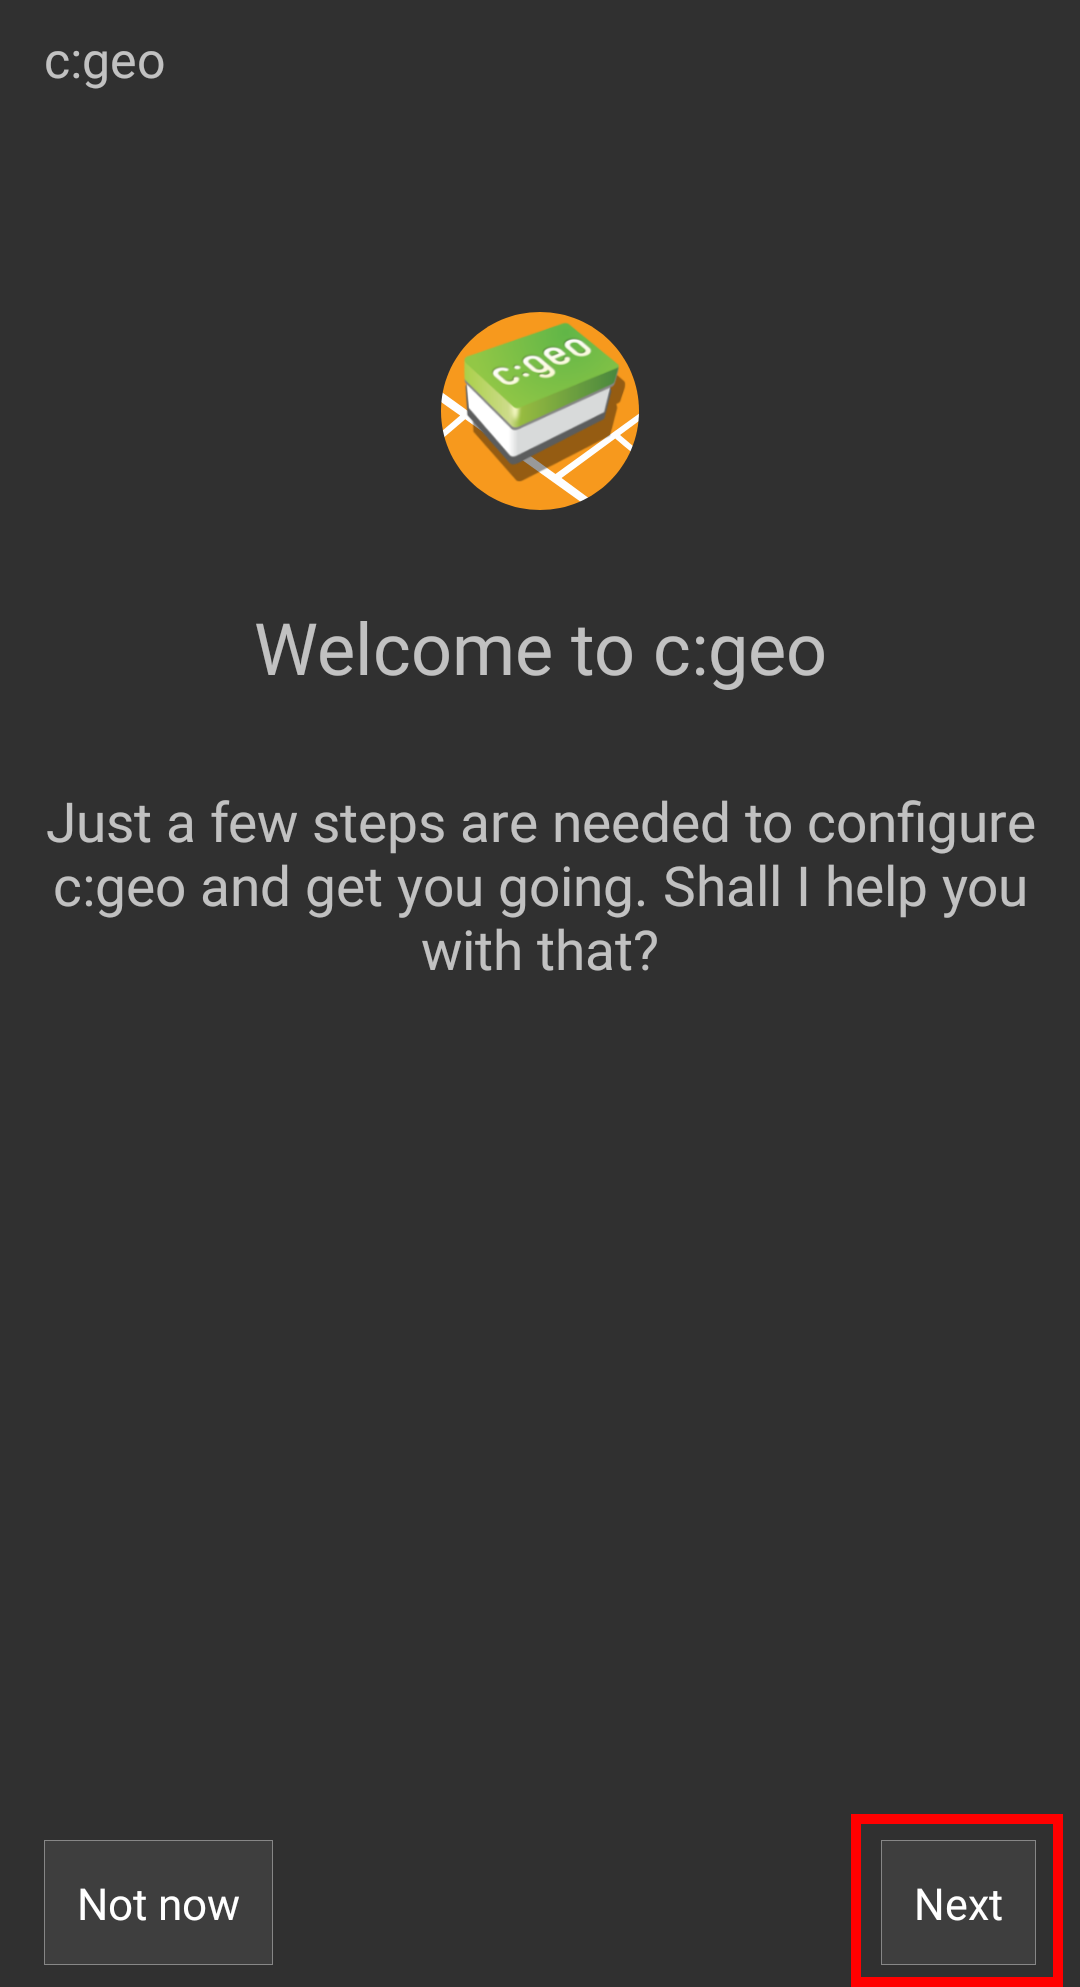 c:geo
c:geo
Welcome to c:geo
Just a few steps are needed to configure
c:geo and get you going. Shall I help you
with that?
Not now
Next